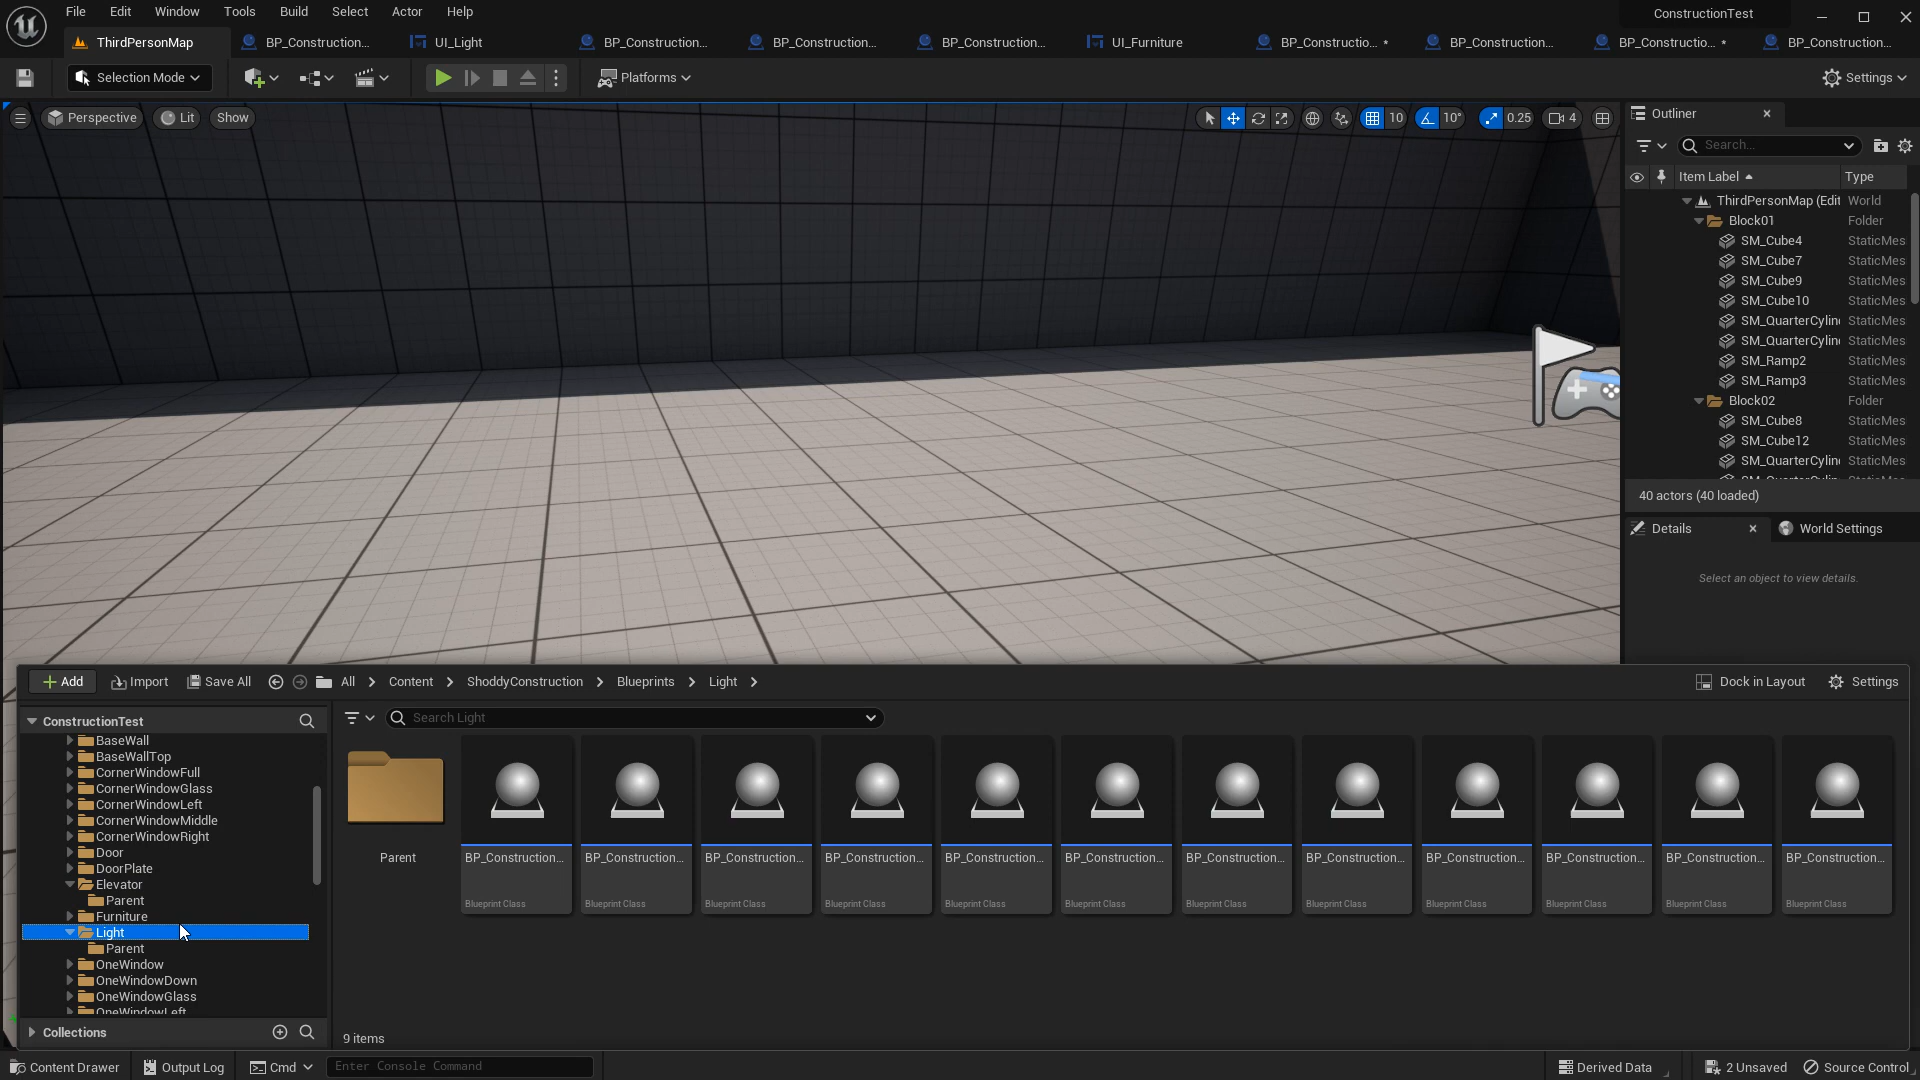 File Edit Window Tools Build Select Actor Help
ConstructionTest
ThirdPersonMap
BP_Construction...
UI_Light
BP_Construction...
BP_Construction...
BP_Construction...
UI_Furniture
BP_Constructio... *
BP_Construction...
BP_Constructio... *
BP_Construction...
Selection Mode
Platforms
Settings
Perspective
Lit
Show
10
10°
0.25
4
Outliner
Search...
Item Label
Type
ThirdPersonMap (Edit World
Block01 Folder
SM_Cube4 StaticMes
SM_Cube7 StaticMes
SM_Cube9 StaticMes
SM_Cube10 StaticMes
SM_QuarterCylin StaticMes
SM_QuarterCylin StaticMes
SM_Ramp2 StaticMes
SM_Ramp3 StaticMes
Block02 Folder
SM_Cube8 StaticMes
SM_Cube12 StaticMes
SM_QuarterCylin StaticMes
40 actors (40 loaded)
Details
World Settings
Select an object to view details.
Add
Import
Save All
All > Content > ShoddyConstruction > Blueprints > Light >
Dock in Layout
Settings
ConstructionTest
BaseWall
BaseWallTop
CornerWindowFull
CornerWindowGlass
CornerWindowLeft
CornerWindowMiddle
CornerWindowRight
Door
DoorPlate
Elevator
Parent
Furniture
Light
Parent
OneWindow
OneWindowDown
OneWindowGlass
OneWindowLeft
Collections
Search Light
Parent
BP_Construction...
Blueprint Class
BP_Construction...
Blueprint Class
BP_Construction...
Blueprint Class
BP_Construction...
Blueprint Class
BP_Construction...
Blueprint Class
BP_Construction...
Blueprint Class
BP_Construction...
Blueprint Class
BP_Construction...
Blueprint Class
BP_Construction...
Blueprint Class
BP_Construction...
Blueprint Class
BP_Construction...
Blueprint Class
BP_Construction...
Blueprint Class
9 items
Content Drawer
Output Log
Cmd
Enter Console Command
Derived Data
2 Unsaved
Source Control